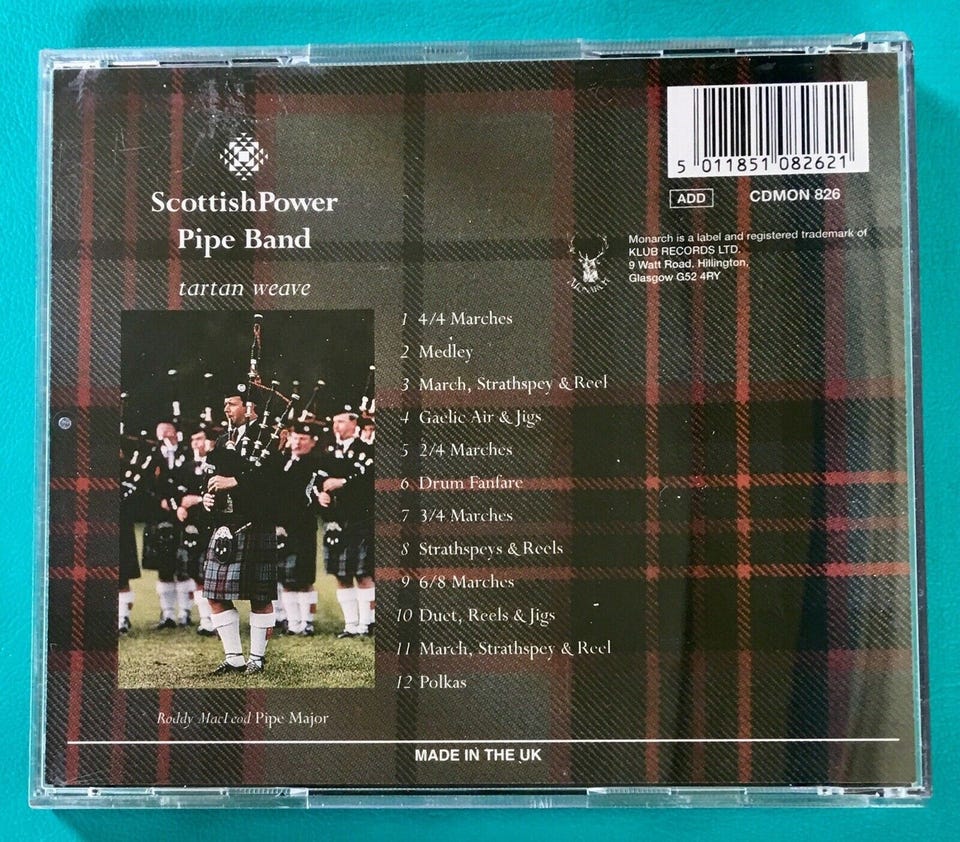 ScottishPower
Pipe Band
tartan weave
5 011851 082621
ADD
CDMON 826
MONARCH
Monarch is a label and registered trademark of
KLUB RECORDS LTD.
9 Watt Road, Hillington,
Glasgow G52 4RY
1 4/4 Marches
2 Medley
3 March, Strathspey & Reel
4 Gaelic Air & Jigs
5 2/4 Marches
6 Drum Fanfare
7 3/4 Marches
8 Strathspeys & Reels
9 6/8 Marches
10 Duet, Reels & Jigs
11 March, Strathspey & Reel
12 Polkas
Roddy MacLeod Pipe Major
MADE IN THE UK